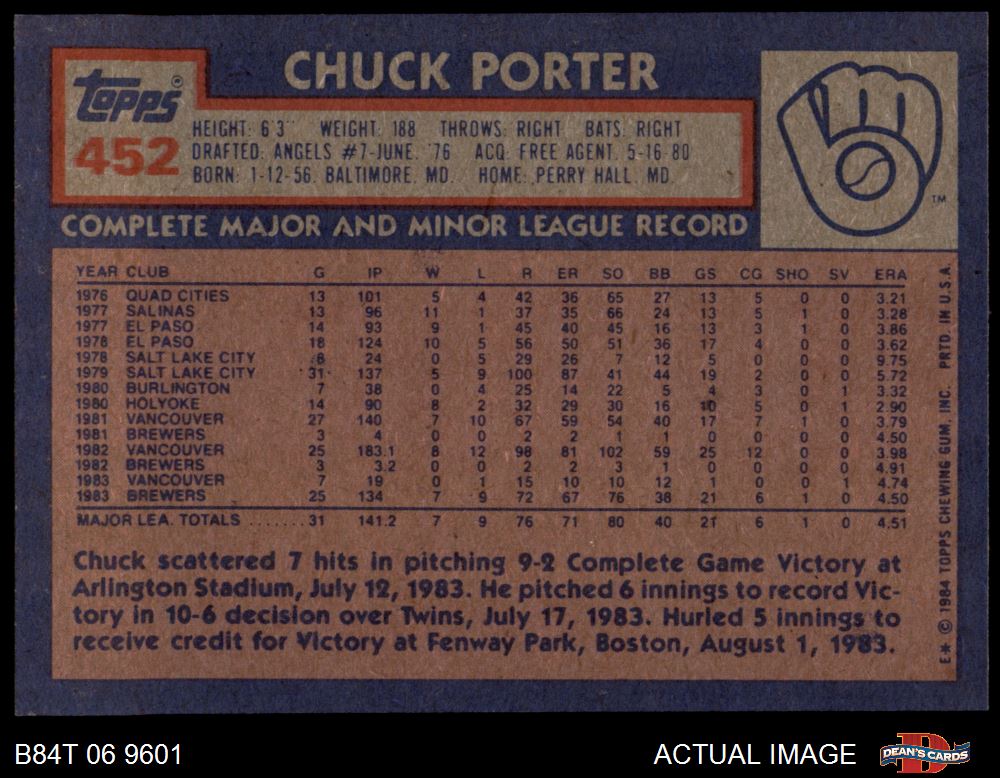 CHUCK PORTER
Topps®
452
HEIGHT: 6'3" WEIGHT: 188 THROWS: RIGHT BATS: RIGHT
DRAFTED: ANGELS #7-JUNE, '76 ACQ: FREE AGENT, 5-16-80
BORN: 1-12-56, BALTIMORE, MD. HOME: PERRY HALL, MD.
TM
COMPLETE MAJOR AND MINOR LEAGUE RECORD
YEAR CLUB G IP W L R ER SO BB GS CG SHO SV ERA
1976 QUAD CITIES 13 101 5 4 42 36 65 27 13 5 0 0 3.21
1977 SALINAS 13 96 11 1 37 35 66 24 13 5 1 0 3.28
1977 EL PASO 14 93 9 1 45 40 45 16 13 3 1 0 3.86
1978 EL PASO 18 124 10 5 56 50 51 36 17 4 0 0 3.62
1978 SALT LAKE CITY 8 24 0 5 29 26 7 12 5 0 0 0 9.75
1979 SALT LAKE CITY 31 137 5 9 100 87 41 44 19 2 0 0 5.72
1980 BURLINGTON 7 38 0 4 25 14 22 5 4 3 0 1 3.32
1980 HOLYOKE 14 90 8 2 32 29 30 16 10 5 0 1 2.90
1981 VANCOUVER 27 140 7 10 67 59 54 40 17 7 1 0 3.79
1981 BREWERS 3 4 0 0 2 2 1 1 0 0 0 0 4.50
1982 VANCOUVER 25 183.1 8 12 98 81 102 59 25 12 0 0 3.98
1982 BREWERS 3 3.2 0 0 2 2 3 1 0 0 0 0 4.91
1983 VANCOUVER 7 19 0 1 15 10 10 12 0 0 0 1 4.74
1983 BREWERS 25 134 7 9 72 67 76 38 21 6 1 0 4.50
MAJOR LEA. TOTALS ....... 31 141.2 7 9 76 71 80 40 21 6 1 0 4.51
Chuck scattered 7 hits in pitching 9-2 Complete Game Victory at
Arlington Stadium, July 12, 1983. He pitched 6 innings to record Vic-
tory in 10-6 decision over Twins, July 17, 1983. Hurled 5 innings to
receive credit for Victory at Fenway Park, Boston, August 1, 1983.
E* © 1984 TOPPS CHEWING GUM, INC. PRTD. IN U.S.A.
B84T 06 9601
ACTUAL IMAGE
DEAN'S CARDS